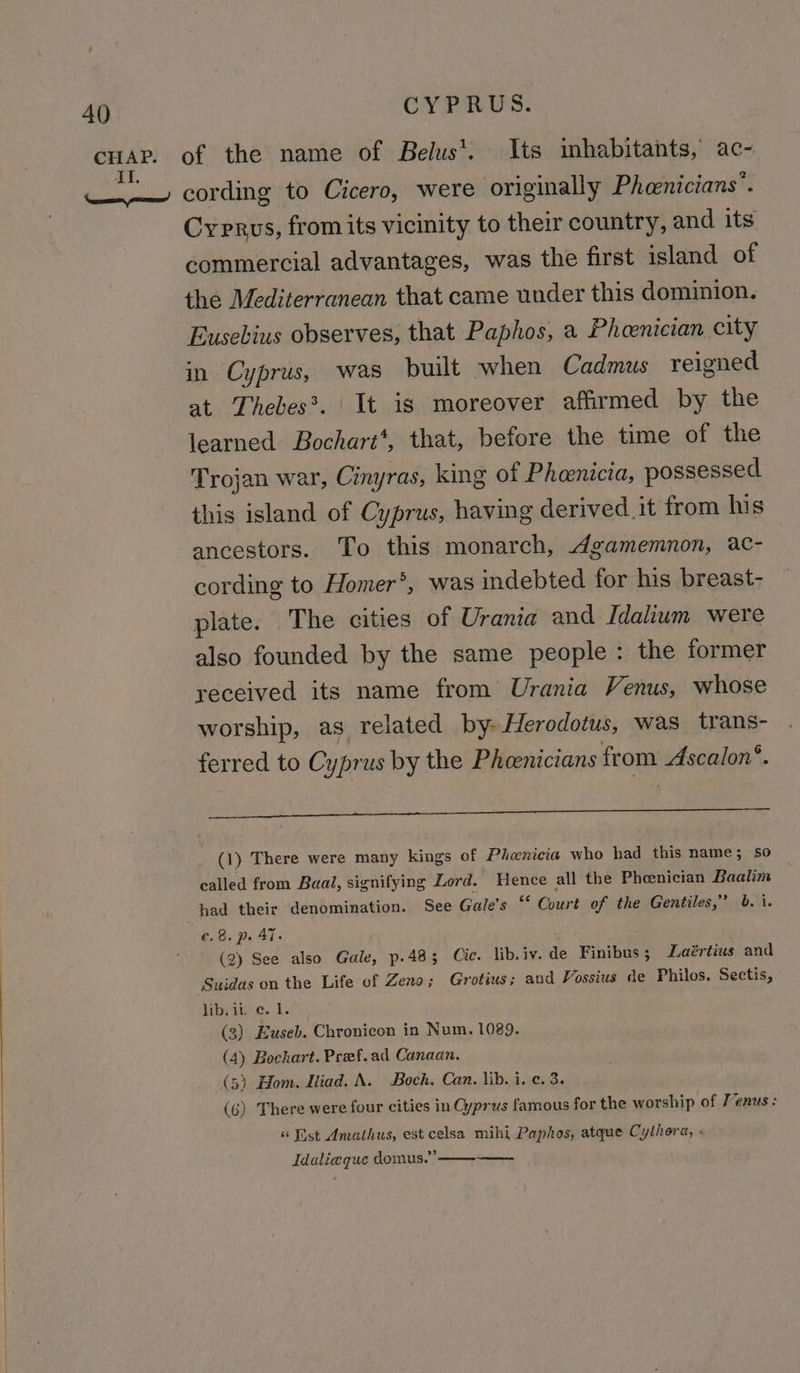 40 CYPRUS.
CHAP. II. of the name of Belus¹. Its inhabitants, ac-
cording to Cicero, were originally Phœnicians².
CYPRUS, from its vicinity to their country, and its
commercial advantages, was the first island of
the Mediterranean that came under this dominion.
Eusebius observes, that Paphos, a Phœnician city
in Cyprus, was built when Cadmus reigned
at Thebes³. It is moreover affirmed by the
learned Bochart⁴, that, before the time of the
Trojan war, Cinyras, king of Phœnicia, possessed
this island of Cyprus, having derived it from his
ancestors. To this monarch, Agamemnon, ac-
cording to Homer⁵, was indebted for his breast-
plate. The cities of Urania and Idalium were
also founded by the same people: the former
received its name from Urania Venus, whose
worship, as related by Herodotus, was trans-
ferred to Cyprus by the Phœnicians from Ascalon⁶.
(1) There were many kings of Phœnicia who had this name; so
called from Baal, signifying Lord. Hence all the Phœnician Baalim
had their denomination. See Gale's “Court of the Gentiles,” b. i.
c. 8. p. 47.
(2) See also Gale, p. 48; Cic. lib. iv. de Finibus; Laërtius and
Suidas on the Life of Zeno; Grotius; and Vossius de Philos. Sectis,
lib. ii. c. 1.
(3) Euseb. Chronicon in Num. 1089.
(4) Bochart. Præf. ad Canaan.
(5) Hom. Iliad. Λ. Boch. Can. lib. i. c. 3.
(6) There were four cities in Cyprus famous for the worship of Venus:
“Est Amathus, est celsa mihi Paphos, atque Cythera,
Idaliæque domus.” ————